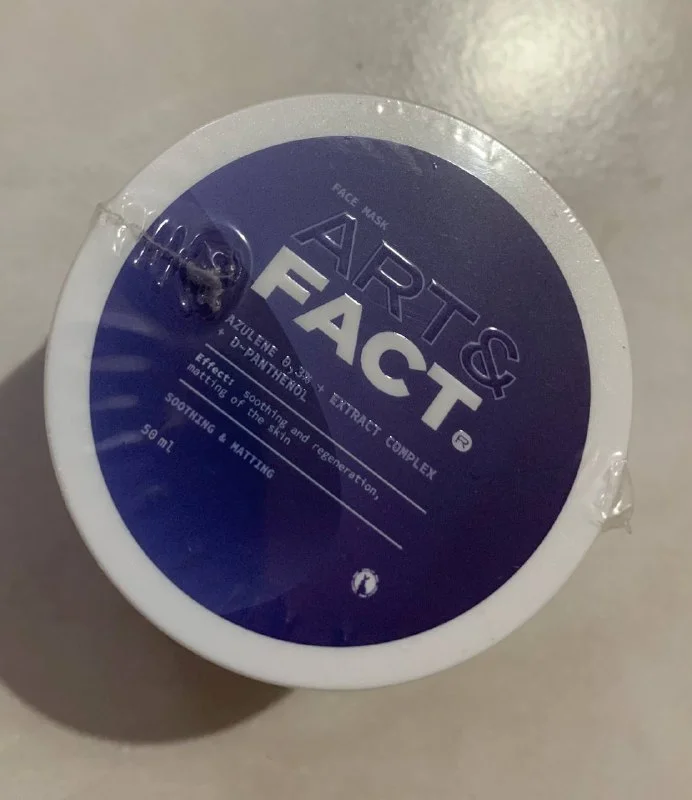 FACE MASK
ART&
FACT®
AZULENE 0,3% + EXTRACT COMPLEX
+ D-PANTHENOL
Effect: soothing and regeneration,
matting of the skin
SOOTHING & MATTING
50 ml